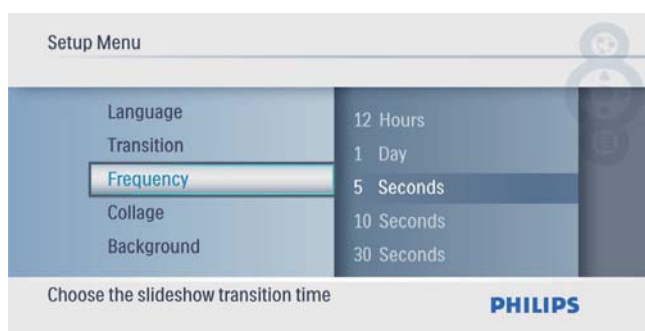 Setup Menu
Language
Transition
Frequency
Collage
Background
12 Hours
1 Day
5 Seconds
10 Seconds
30 Seconds
Choose the slideshow transition time
PHILIPS